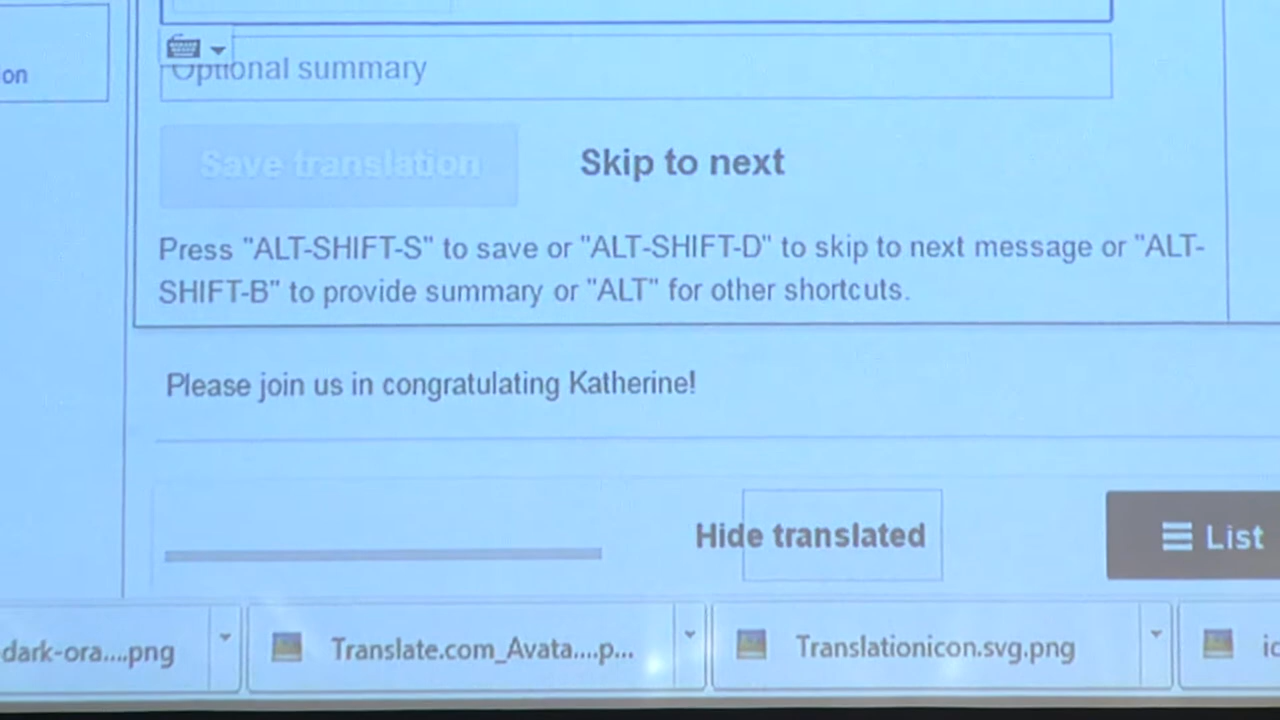 on
Optional summary
Save translation
Skip to next
Press "ALT-SHIFT-S" to save or "ALT-SHIFT-D" to skip to next message or "ALT-
SHIFT-B" to provide summary or "ALT" for other shortcuts.
Please join us in congratulating Katherine!
Hide translated
List
dark-ora....png
Translate.com_Avata....p...
Translationicon.svg.png
ic